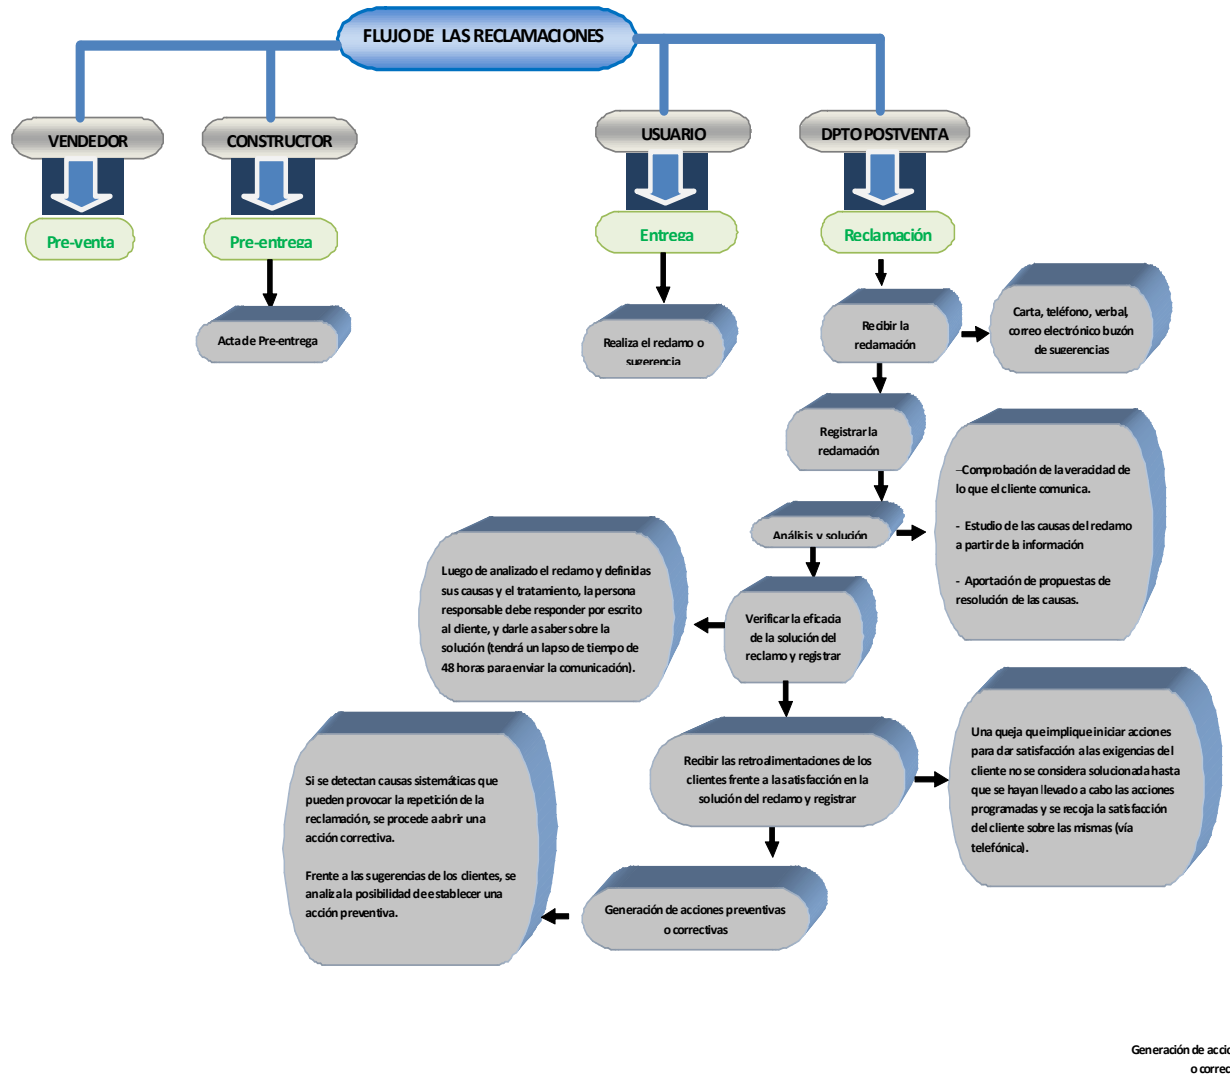 FLUJO DE LAS RECLAMACIONES
VENDEDOR
CONSTRUCTOR
USUARIO
DPTO POSTVENTA
Pre-venta
Pre-entrega
Entrega
Reclamación
Acta de Pre-entrega
Realiza el reclamo o
sugerencia
Recibir la
reclamación
Carta, teléfono, verbal,
correo electrónico buzón
de sugerencias
Registrar la
reclamación
Análisis y solución
–Comprobación de la veracidad de
lo que el cliente comunica.
- Estudio de las causas del reclamo
a partir de la información
- Aportación de propuestas de
resolución de las causas.
Verificar la eficacia
de la solución del
reclamo y registrar
Luego de analizado el reclamo y definidas
sus causas y el tratamiento, la persona
responsable debe responder por escrito
al cliente, y darle a saber sobre la
solución (tendrá un lapso de tiempo de
48 horas para enviar la comunicación).
Recibir las retroalimentaciones de los
clientes frente a la satisfacción en la
solución del reclamo y registrar
Una queja que implique iniciar acciones
para dar satisfacción a las exigencias del
cliente no se considera solucionada hasta
que se hayan llevado a cabo las acciones
programadas y se recoja la satisfacción
del cliente sobre las mismas (vía
telefónica).
Generación de acciones preventivas
o correctivas
Si se detectan causas sistemáticas que
pueden provocar la repetición de la
reclamación, se procede a abrir una
acción correctiva.
Frente a las sugerencias de los clientes, se
analiza la posibilidad de establecer una
acción preventiva.
Generación de acci
o correc